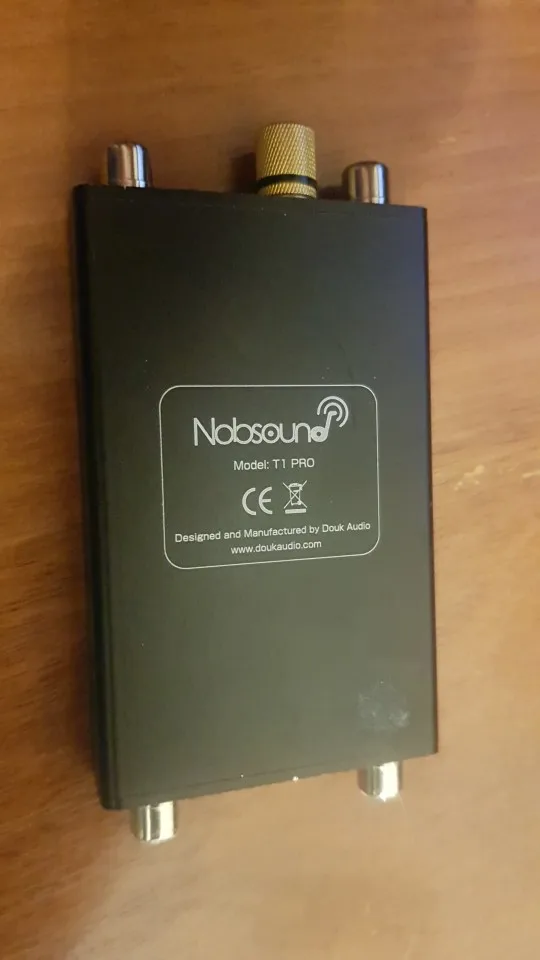 Nobsound
Model: T1 PRO
CE
Designed and Manufactured by Douk Audio
www.doukaudio.com